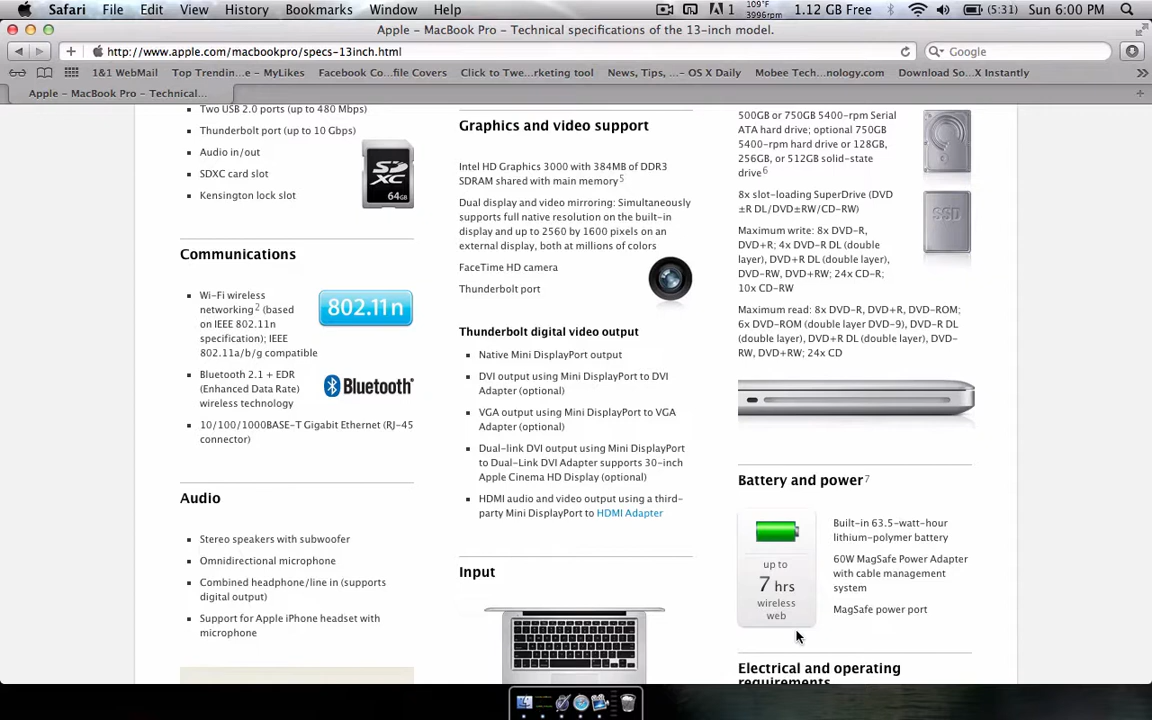 Safari File Edit View History Bookmarks Window Help 1 109°F 3996rpm 1.12 GB Free (5:31) Sun 6:00 PM
Apple – MacBook Pro – Technical specifications of the 13-inch model.
http://www.apple.com/macbookpro/specs-13inch.html Google
1&1 WebMail Top Trendin...e – MyLikes Facebook Co...file Covers Click to Twe...rketing tool News, Tips, ... – OS X Daily Mobee Tech...nology.com Download So...X Instantly
Apple – MacBook Pro – Technical...
Two USB 2.0 ports (up to 480 Mbps)
Thunderbolt port (up to 10 Gbps)
Audio in/out
SDXC card slot
Kensington lock slot
SDXC
64GB
Communications
Wi-Fi wireless
networking2 (based
on IEEE 802.11n
specification); IEEE
802.11a/b/g compatible
802.11n
Bluetooth 2.1 + EDR
(Enhanced Data Rate)
wireless technology
Bluetooth
10/100/1000BASE-T Gigabit Ethernet (RJ-45
connector)
Audio
Stereo speakers with subwoofer
Omnidirectional microphone
Combined headphone/line in (supports
digital output)
Support for Apple iPhone headset with
microphone
Graphics and video support
Intel HD Graphics 3000 with 384MB of DDR3
SDRAM shared with main memory5
Dual display and video mirroring: Simultaneously
supports full native resolution on the built-in
display and up to 2560 by 1600 pixels on an
external display, both at millions of colors
FaceTime HD camera
Thunderbolt port
Thunderbolt digital video output
Native Mini DisplayPort output
DVI output using Mini DisplayPort to DVI
Adapter (optional)
VGA output using Mini DisplayPort to VGA
Adapter (optional)
Dual-link DVI output using Mini DisplayPort
to Dual-Link DVI Adapter supports 30-inch
Apple Cinema HD Display (optional)
HDMI audio and video output using a third-
party Mini DisplayPort to HDMI Adapter
Input
500GB or 750GB 5400-rpm Serial
ATA hard drive; optional 750GB
5400-rpm hard drive or 128GB,
256GB, or 512GB solid-state
drive6
SSD
8x slot-loading SuperDrive (DVD
±R DL/DVD±RW/CD-RW)
Maximum write: 8x DVD-R,
DVD+R; 4x DVD-R DL (double
layer), DVD+R DL (double layer),
DVD-RW, DVD+RW; 24x CD-R;
10x CD-RW
Maximum read: 8x DVD-R, DVD+R, DVD-ROM;
6x DVD-ROM (double layer DVD-9), DVD-R DL
(double layer), DVD+R DL (double layer), DVD-
RW, DVD+RW; 24x CD
Battery and power7
up to
7 hrs
wireless
web
Built-in 63.5-watt-hour
lithium-polymer battery
60W MagSafe Power Adapter
with cable management
system
MagSafe power port
Electrical and operating
requirements